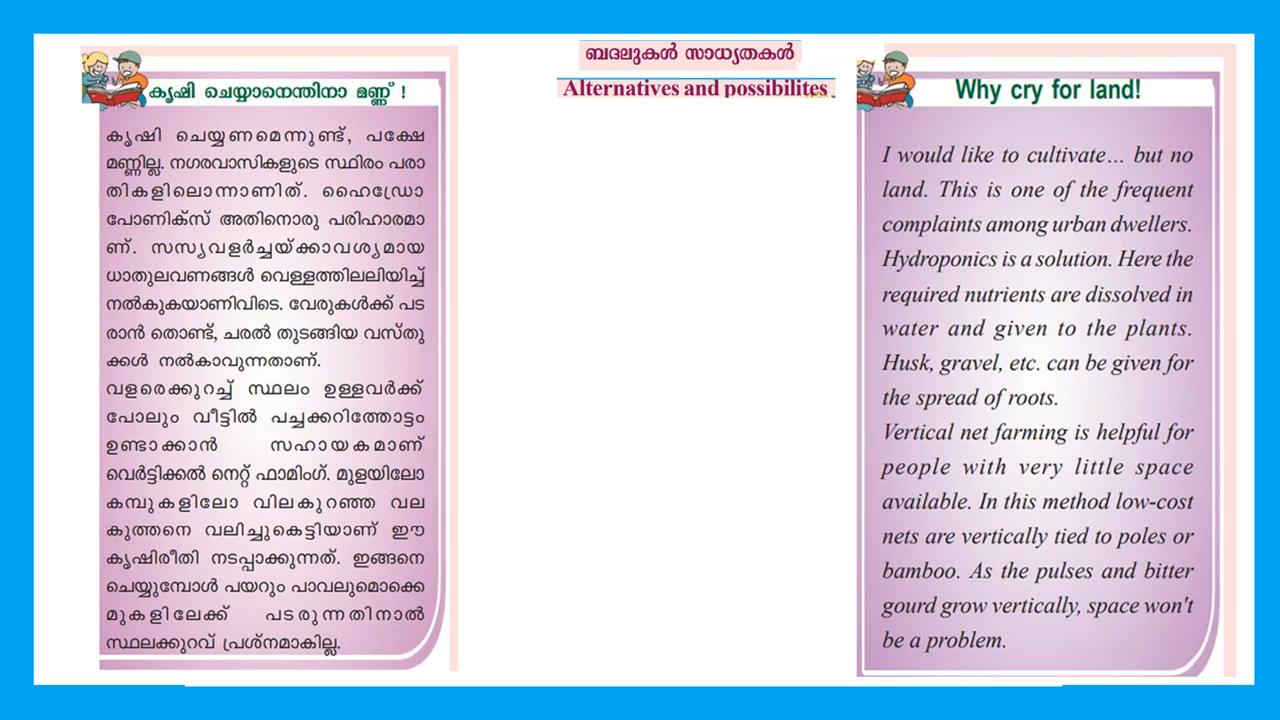 ബദലുകൾ സാധ്യതകൾ
Alternatives and possibilites
കൃഷി ചെയ്യാനെന്തിനാ മണ്ണ് !
കൃഷി ചെയ്യണമെന്നുണ്ട്, പക്ഷേ
മണ്ണില്ല. നഗരവാസികളുടെ സ്ഥിരം പരാ
തികളിലൊന്നാണിത്. ഹൈഡ്രോ
പോണിക്സ് അതിനൊരു പരിഹാരമാ
ണ്. സസ്യവളർച്ചയ്ക്കാവശ്യമായ
ധാതുലവണങ്ങൾ വെള്ളത്തിലലിയിച്ച്
നൽകുകയാണിവിടെ. വേരുകൾക്ക് പട
രാൻ തൊണ്ട്, ചരൽ തുടങ്ങിയ വസ്തു
ക്കൾ നൽകാവുന്നതാണ്.
വളരെക്കുറച്ച് സ്ഥലം ഉള്ളവർക്ക്
പോലും വീട്ടിൽ പച്ചക്കറിത്തോട്ടം
ഉണ്ടാക്കാൻ സഹായകമാണ്
വെർട്ടിക്കൽ നെറ്റ് ഫാമിംഗ്. മുളയിലോ
കമ്പുകളിലോ വിലകുറഞ്ഞ വല
കുത്തനെ വലിച്ചുകെട്ടിയാണ് ഈ
കൃഷിരീതി നടപ്പാക്കുന്നത്. ഇങ്ങനെ
ചെയ്യുമ്പോൾ പയറും പാവലുമൊക്കെ
മുകളിലേക്ക് പടരുന്നതിനാൽ
സ്ഥലക്കുറവ് പ്രശ്നമാകില്ല.
Why cry for land!
I would like to cultivate... but no
land. This is one of the frequent
complaints among urban dwellers.
Hydroponics is a solution. Here the
required nutrients are dissolved in
water and given to the plants.
Husk, gravel, etc. can be given for
the spread of roots.
Vertical net farming is helpful for
people with very little space
available. In this method low-cost
nets are vertically tied to poles or
bamboo. As the pulses and bitter
gourd grow vertically, space won't
be a problem.